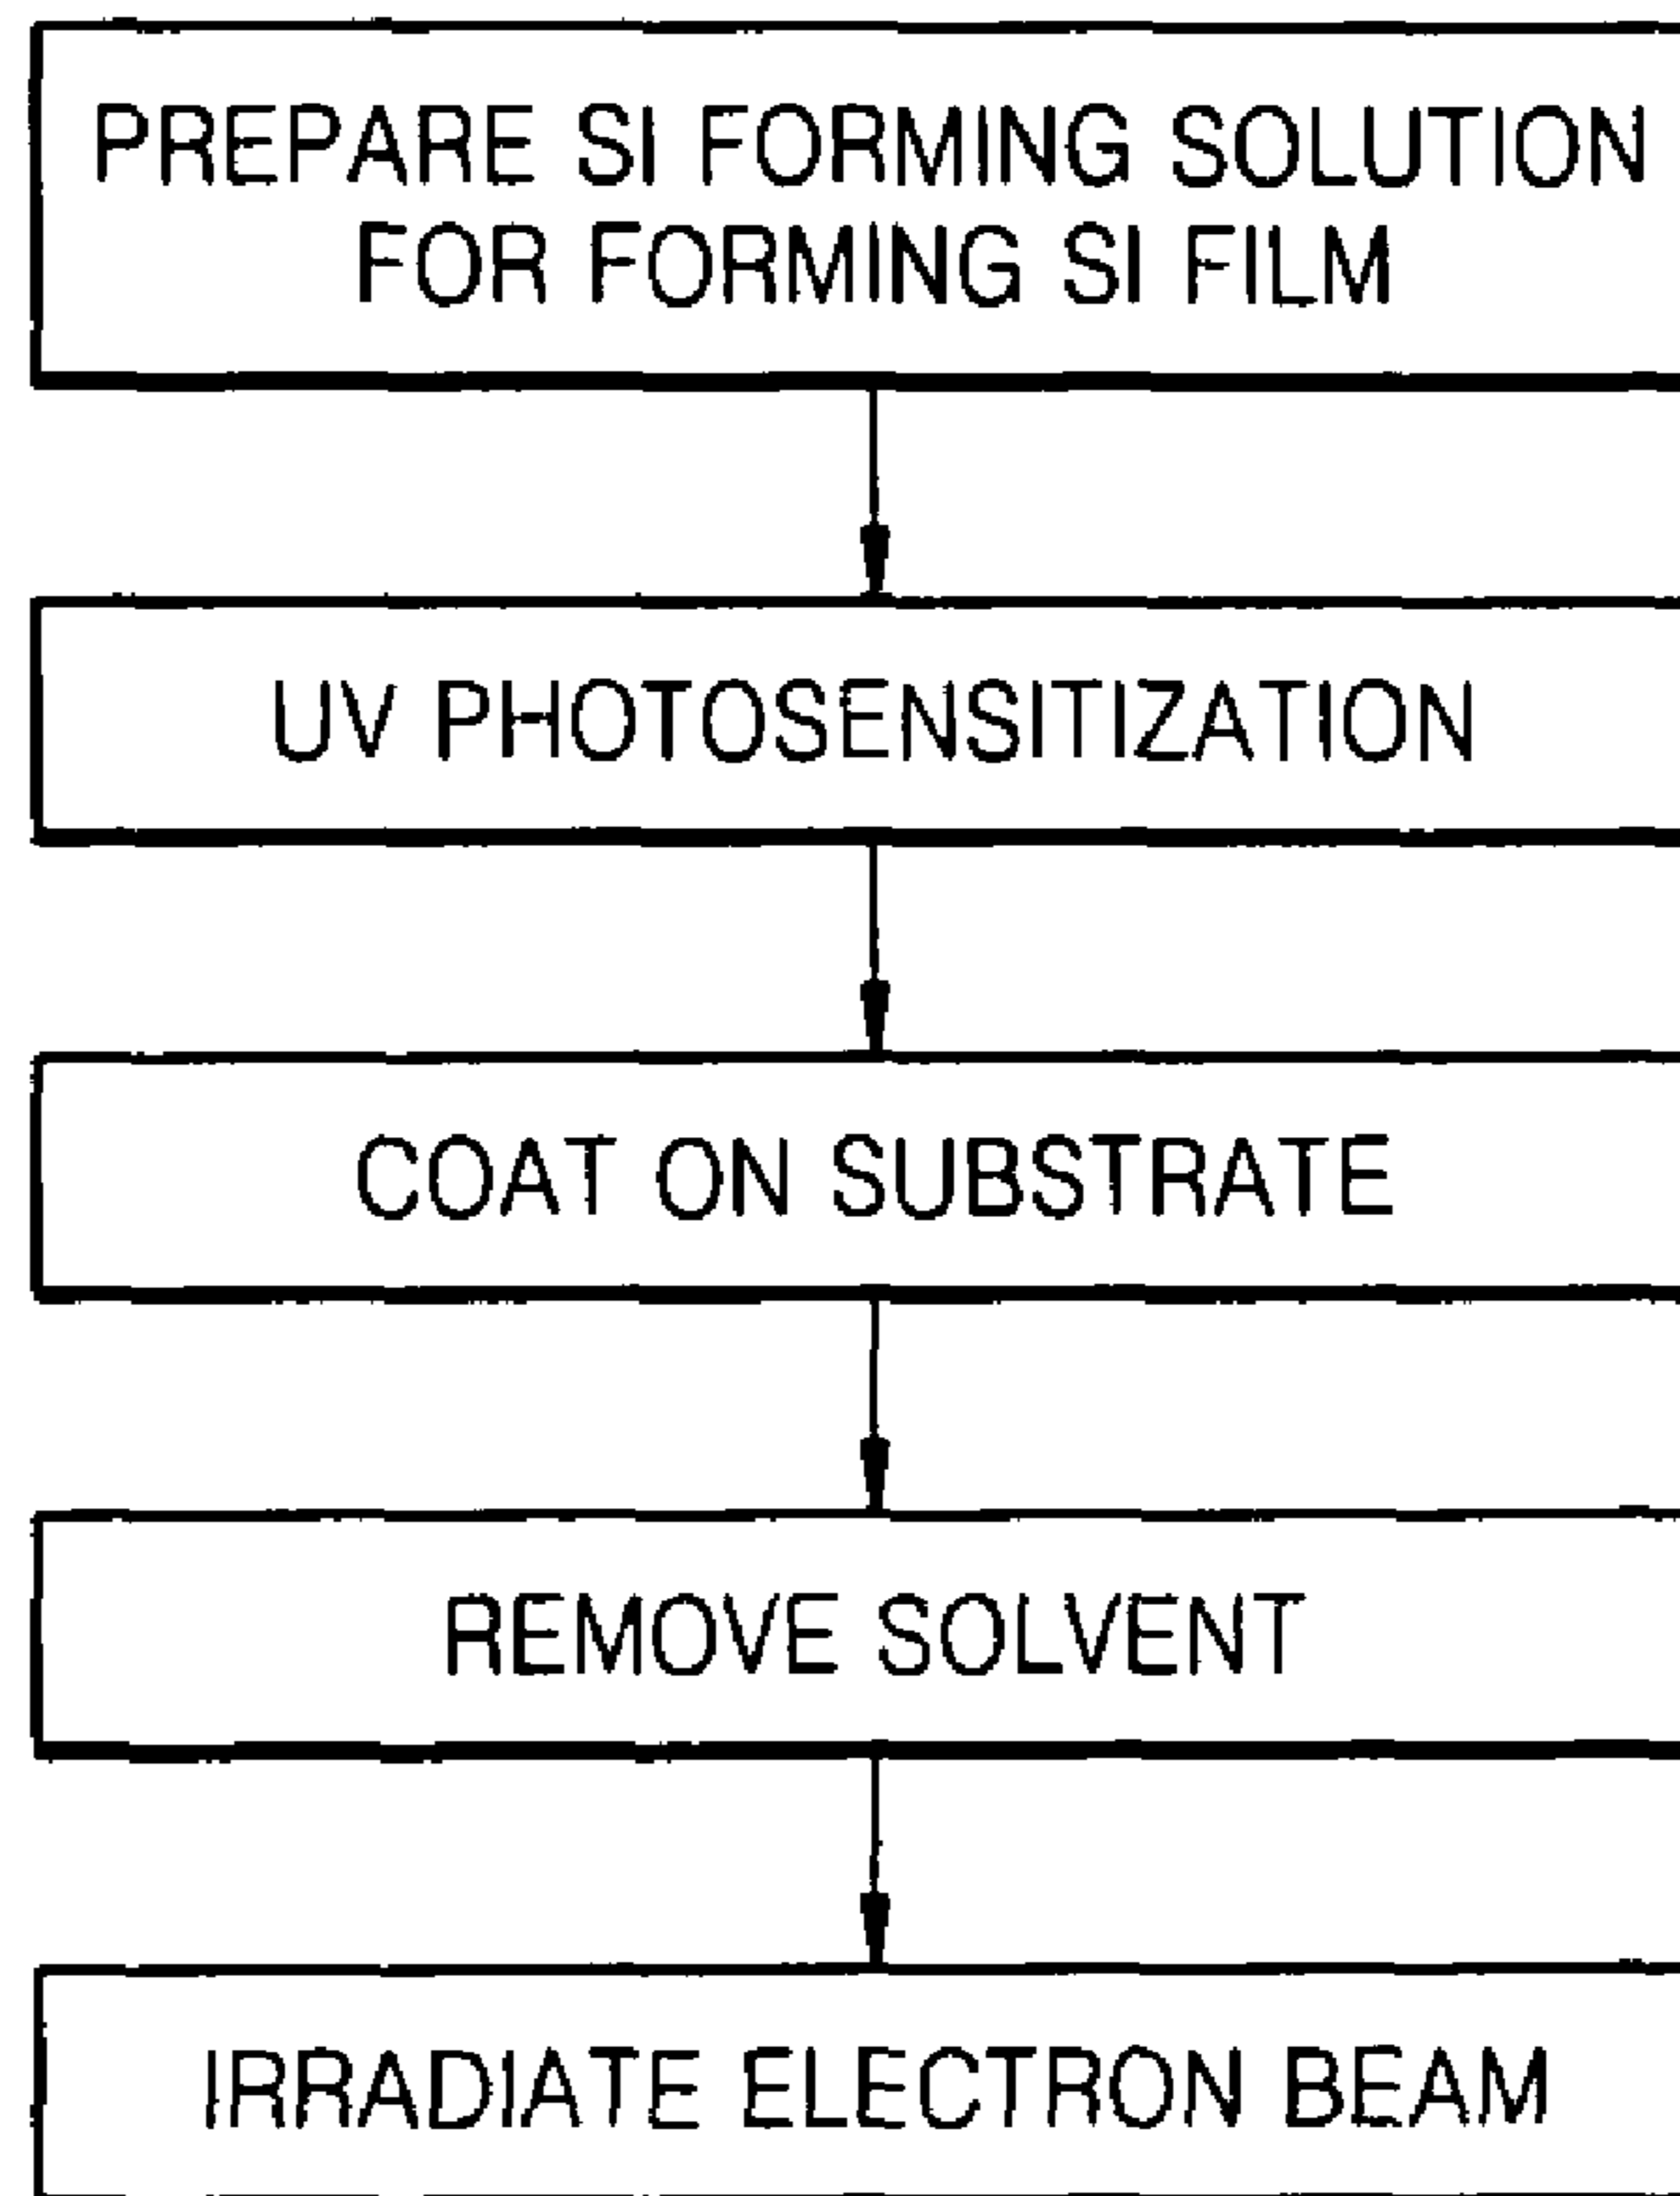 PREPARE SI FORMING SOLUTION
FOR FORMING SI FILM
UV PHOTOSENSITIZATION
COAT ON SUBSTRATE
REMOVE SOLVENT
IRRADIATE ELECTRON BEAM